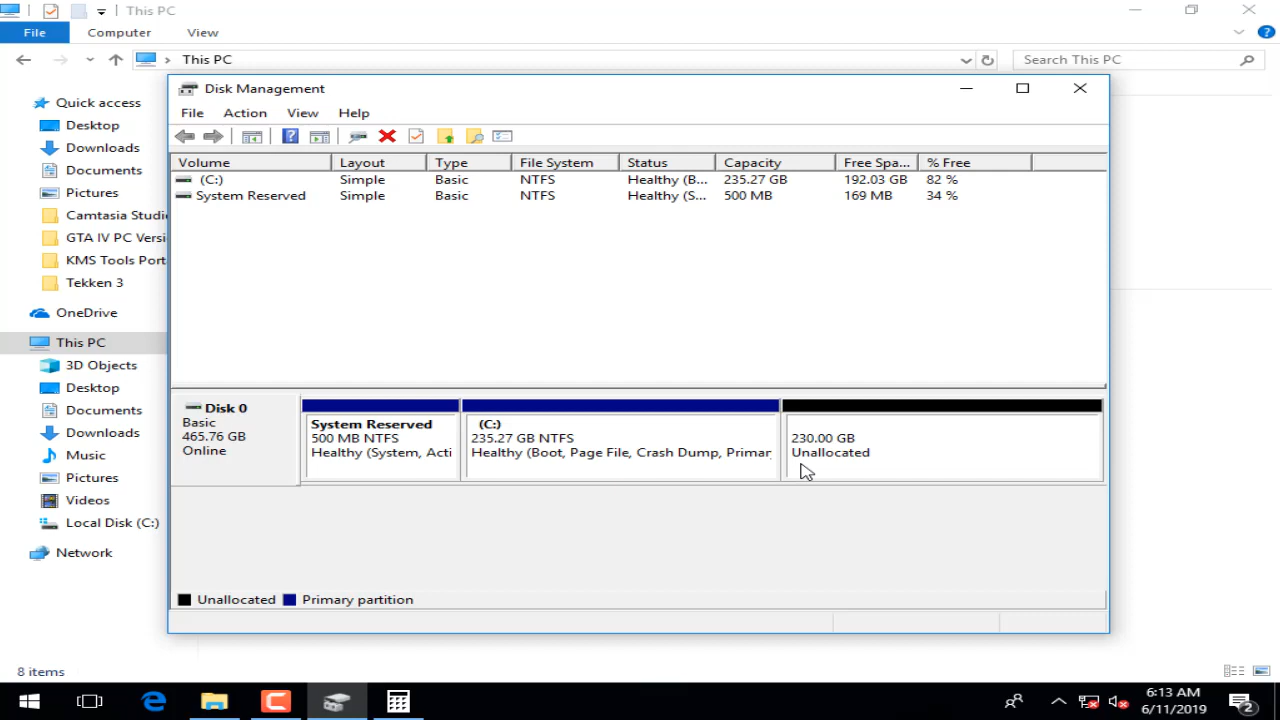 This PC
File Computer View
This PC
Search This PC
Quick access
Desktop
Downloads
Documents
Pictures
Camtasia Studi
GTA IV PC Versi
KMS Tools Port
Tekken 3
OneDrive
This PC
3D Objects
Desktop
Documents
Downloads
Music
Pictures
Videos
Local Disk (C:)
Network
8 items
Disk Management
File Action View Help
Volume Layout Type File System Status Capacity Free Spa... % Free
(C:) Simple Basic NTFS Healthy (B... 235.27 GB 192.03 GB 82 %
System Reserved Simple Basic NTFS Healthy (S... 500 MB 169 MB 34 %
Disk 0
Basic
465.76 GB
Online
System Reserved
500 MB NTFS
Healthy (System, Acti
(C:)
235.27 GB NTFS
Healthy (Boot, Page File, Crash Dump, Primar
230.00 GB
Unallocated
Unallocated Primary partition
6:13 AM
6/11/2019
2